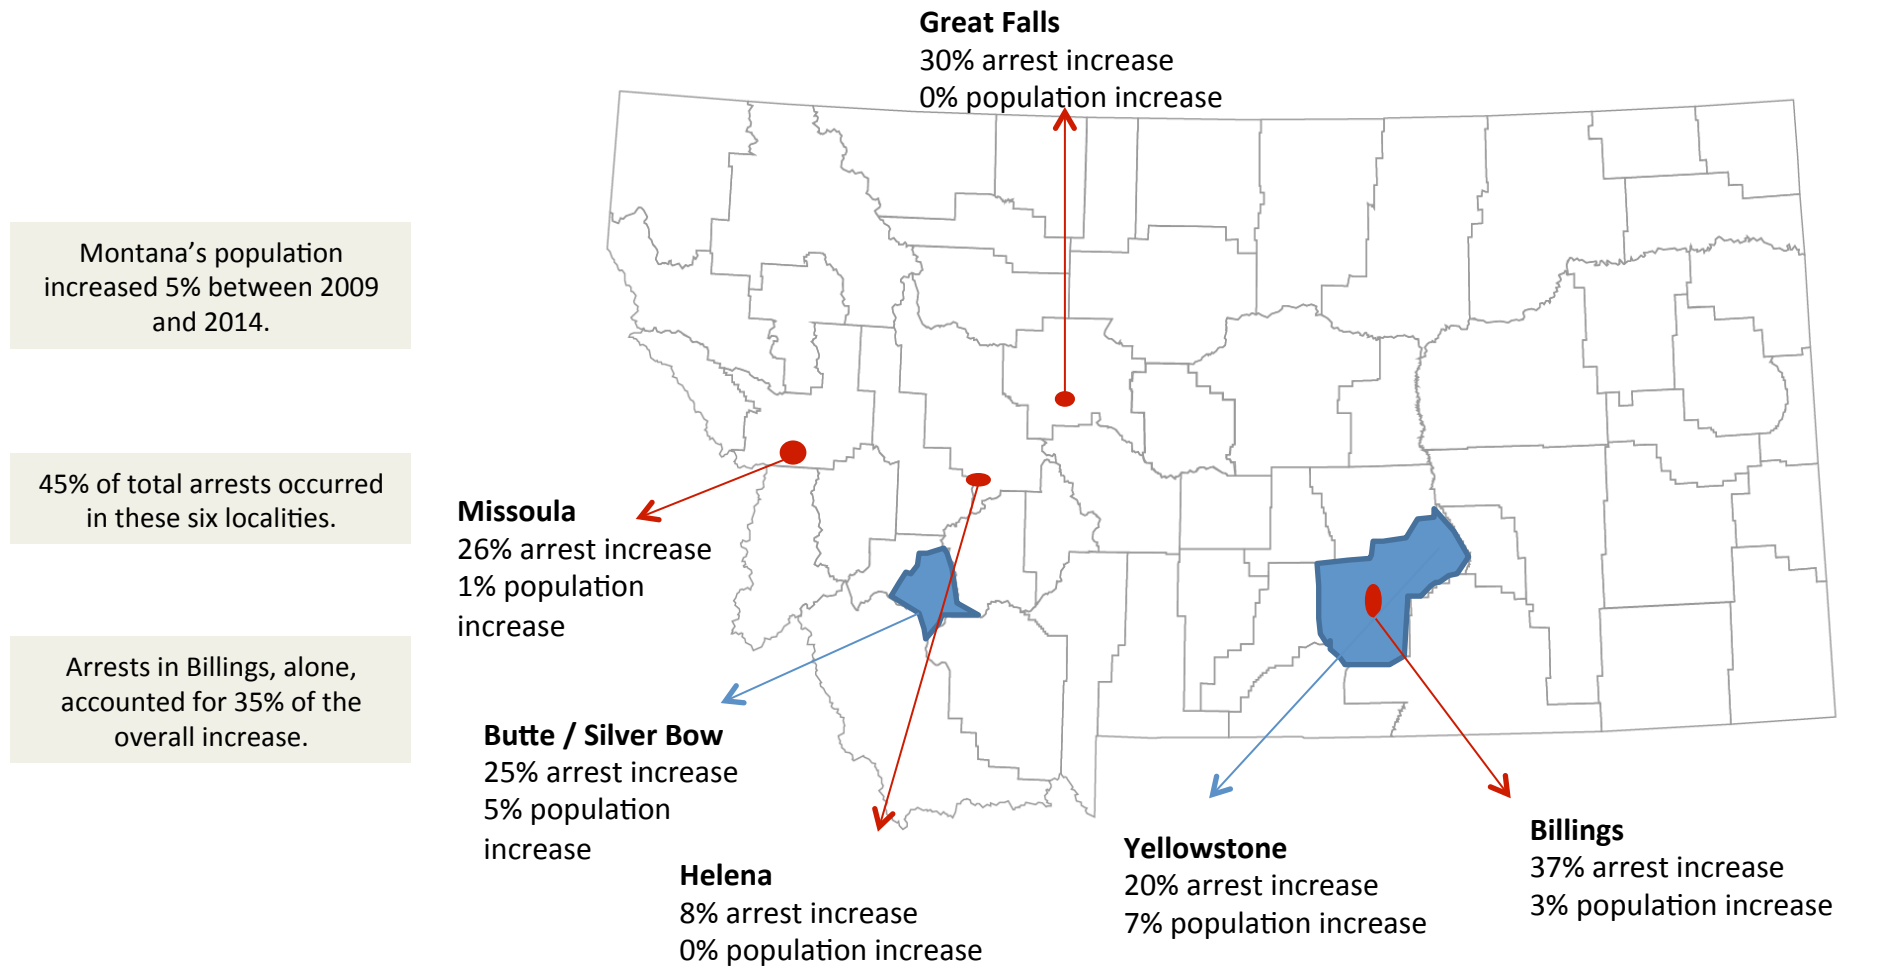 Great Falls
30% arrest increase
0% population increase
Montana’s population
increased 5% between 2009
and 2014.
45% of total arrests occurred
in these six localities.
Arrests in Billings, alone,
accounted for 35% of the
overall increase.
Missoula
26% arrest increase
1% population
increase
Butte / Silver Bow
25% arrest increase
5% population
increase
Helena
8% arrest increase
0% population increase
Yellowstone
20% arrest increase
7% population increase
Billings
37% arrest increase
3% population increase